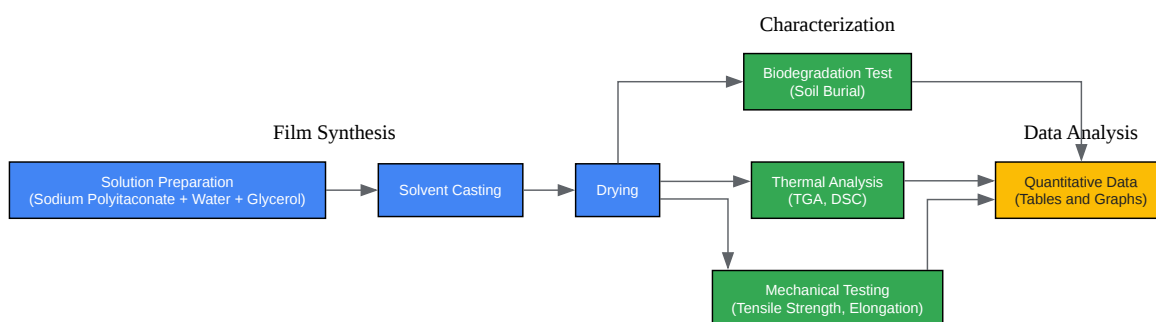 Characterization
Biodegradation Test
(Soil Burial)
Film Synthesis
Data Analysis
Solution Preparation
(Sodium Polyitaconate + Water + Glycerol)
Solvent Casting
Drying
Thermal Analysis
(TGA, DSC)
Quantitative Data
(Tables and Graphs)
Mechanical Testing
(Tensile Strength, Elongation)